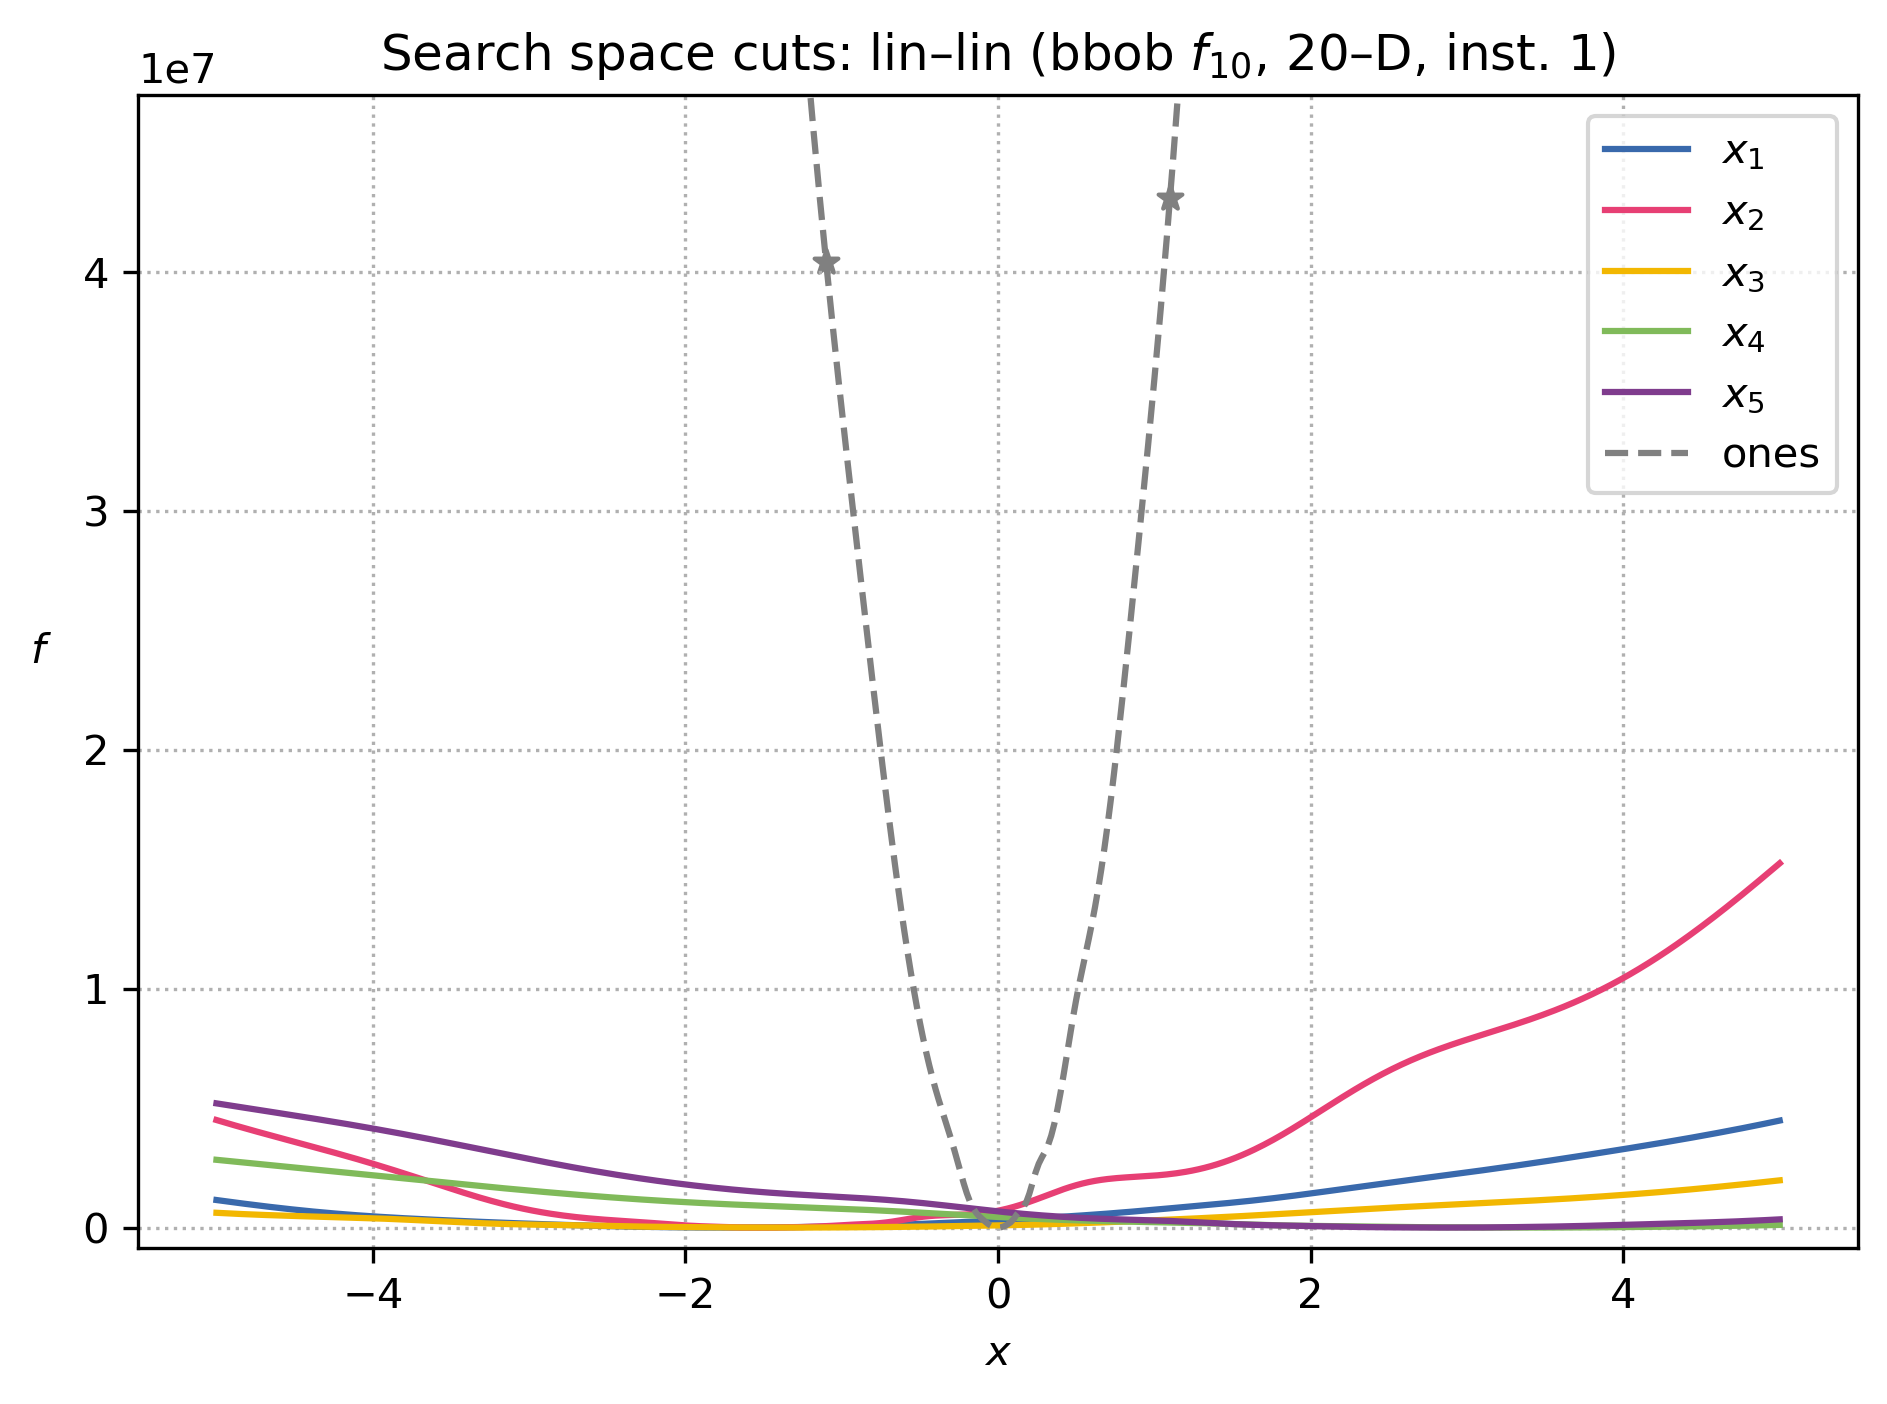 Search space cuts: lin–lin (bbob f10, 20–D, inst. 1)
1e7
x1
x2
x3
x4
x5
ones
4
3
2
1
0
f
−4 −2 0 2 4
x